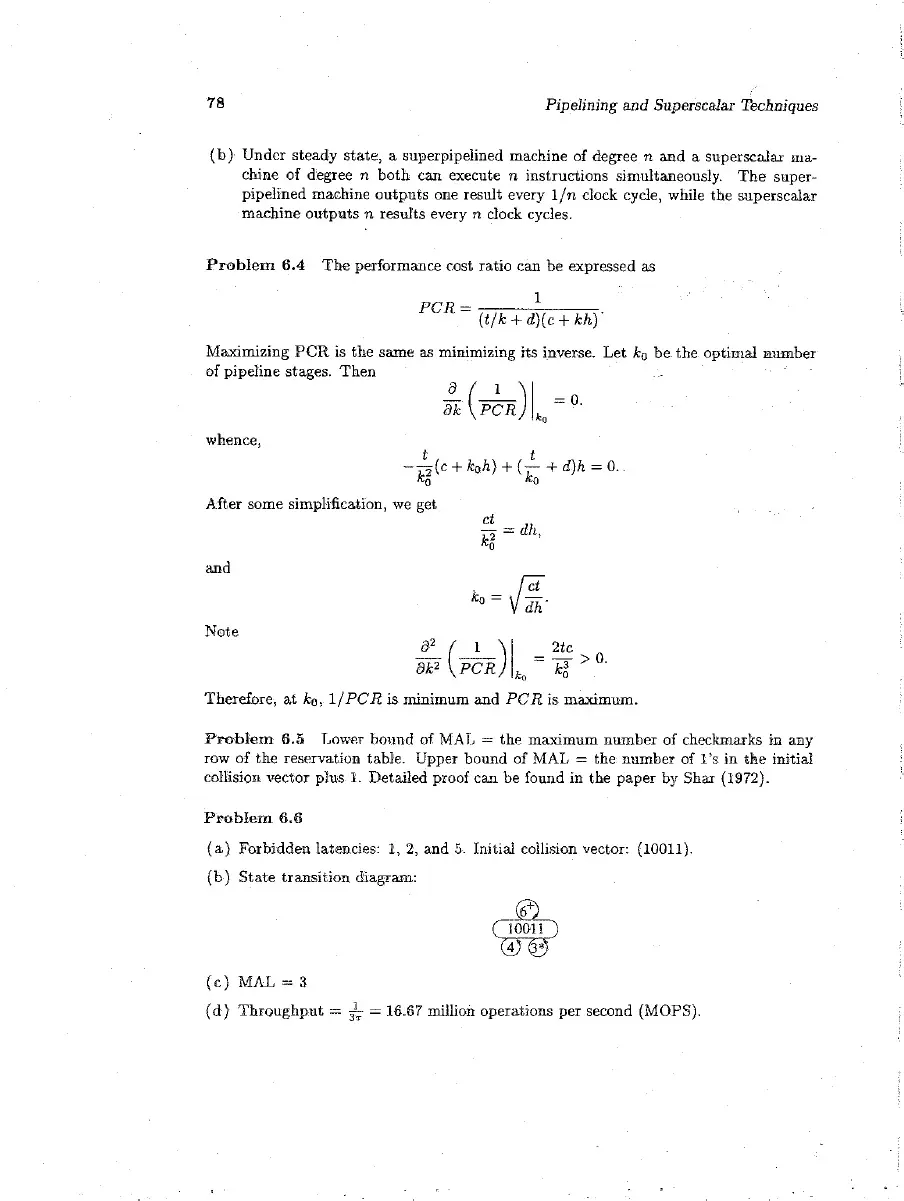 78 Pipelining and Superscalar Techniques
(b) Under steady state, a superpipelined machine of degree n and a superscalar ma-
chine of degree n both can execute n instructions simultaneously. The super-
pipelined machine outputs one result every 1/n clock cycle, while the superscalar
machine outputs n results every n clock cycles.
Problem 6.4 The performance cost ratio can be expressed as
PCR = \frac{1}{(t/k + d)(c + kh)}.
Maximizing PCR is the same as minimizing its inverse. Let k_0 be the optimal number
of pipeline stages. Then
\frac{∂}{∂k} \left( \frac{1}{PCR} \right) |_{k_0} = 0.
whence,
-\frac{t}{k_0^2}(c + k_0h) + (\frac{t}{k_0} + d)h = 0.
After some simplification, we get
\frac{ct}{k_0^2} = dh,
and
k_0 = \sqrt{\frac{ct}{dh}}.
Note
\frac{∂^2}{∂k^2} \left( \frac{1}{PCR} \right) |_{k_0} = \frac{2tc}{k_0^3} > 0.
Therefore, at k_0, 1/PCR is minimum and PCR is maximum.
Problem 6.5 Lower bound of MAL = the maximum number of checkmarks in any
row of the reservation table. Upper bound of MAL = the number of 1's in the initial
collision vector plus 1. Detailed proof can be found in the paper by Shar (1972).
Problem 6.6
(a) Forbidden latencies: 1, 2, and 5. Initial collision vector: (10011).
(b) State transition diagram:
6+
10011
4 3*
(c) MAL = 3
(d) Throughput = \frac{1}{3τ} = 16.67 million operations per second (MOPS).